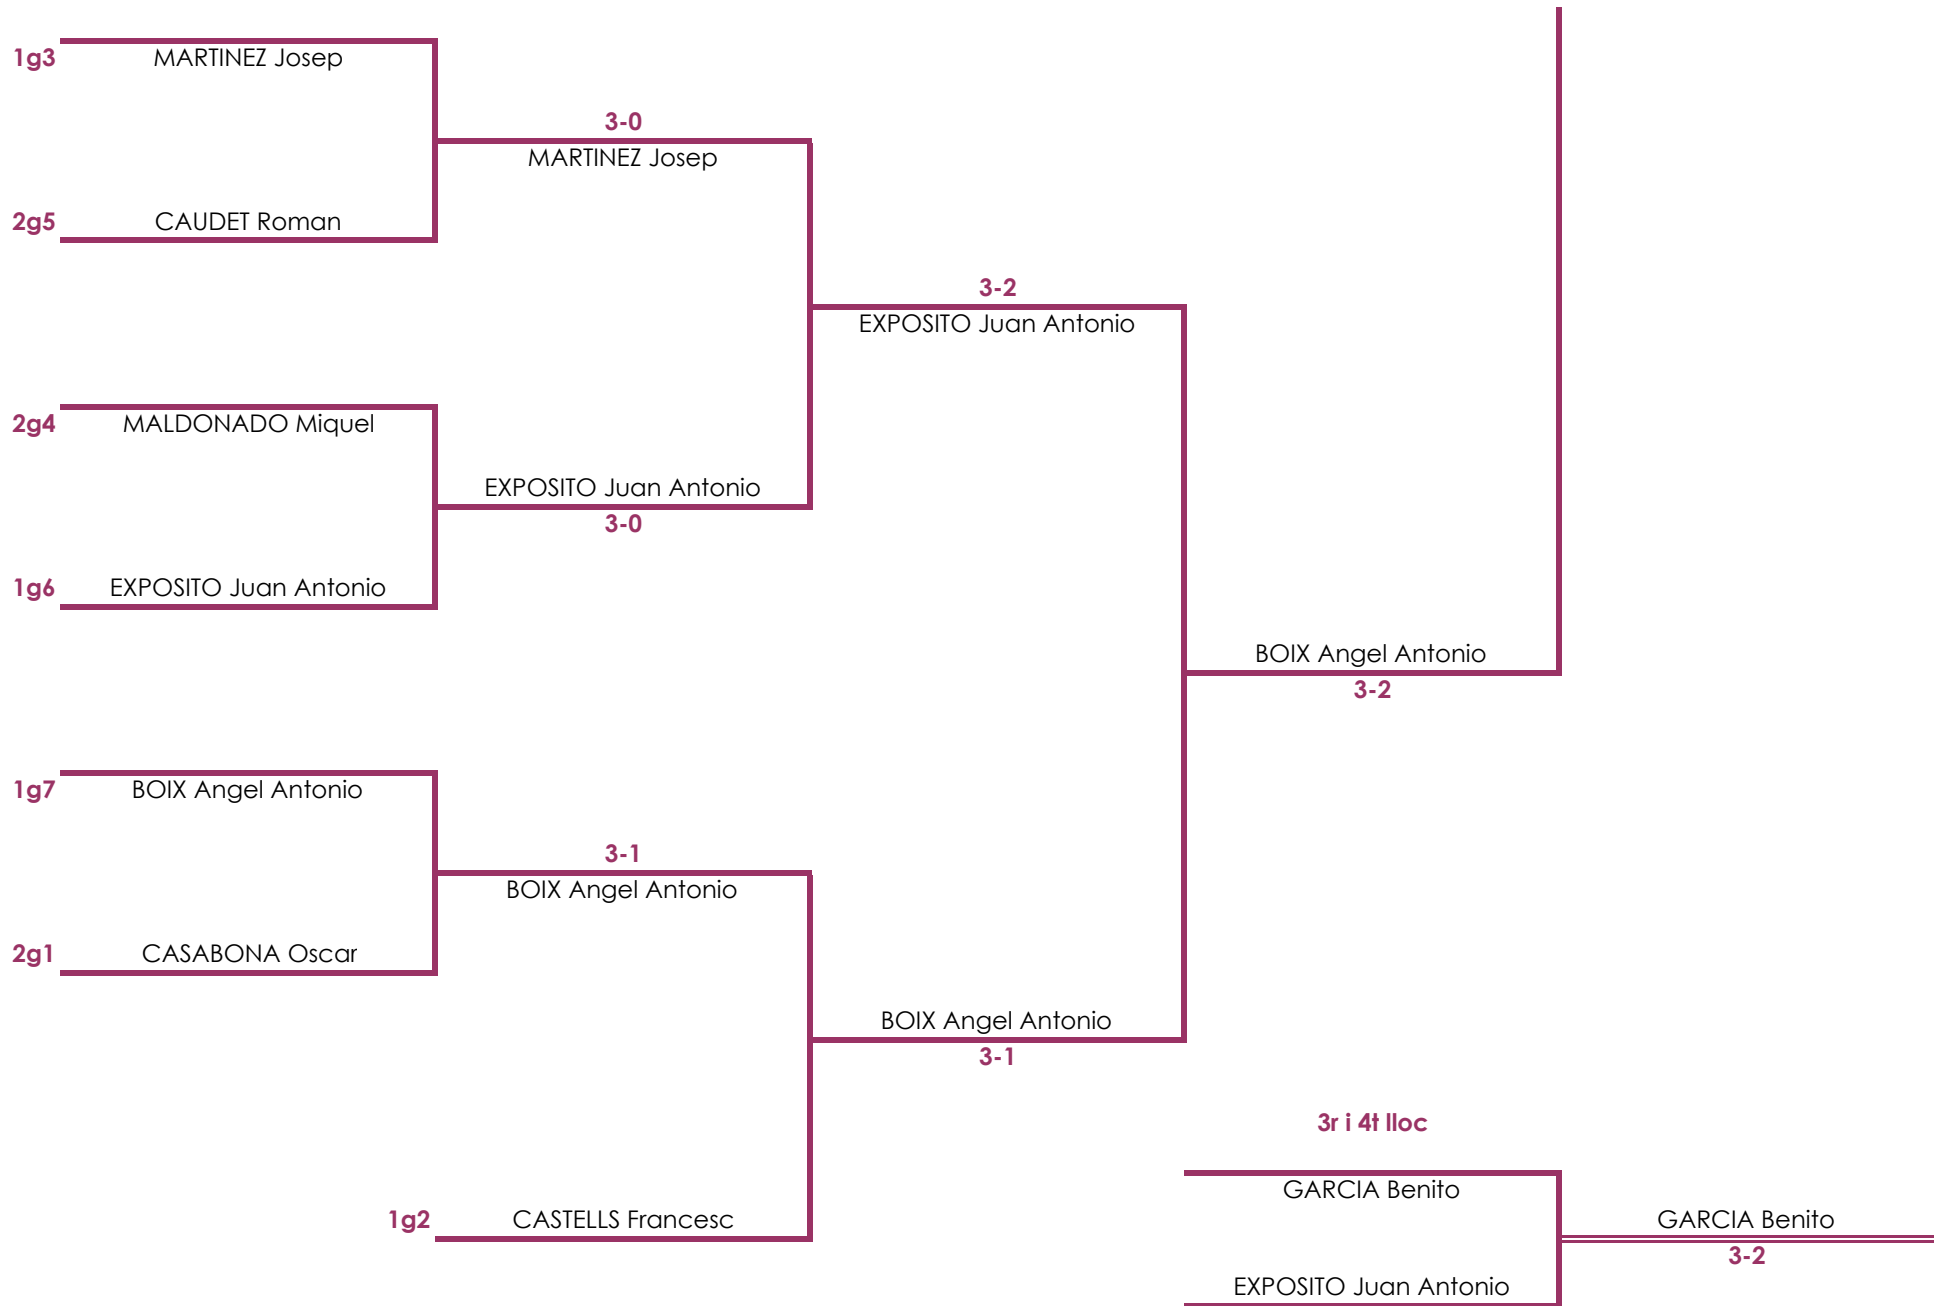 1g3
MARTINEZ Josep
3-0
MARTINEZ Josep
2g5
CAUDET Roman
3-2
EXPOSITO Juan Antonio
2g4
MALDONADO Miquel
EXPOSITO Juan Antonio
3-0
1g6
EXPOSITO Juan Antonio
BOIX Angel Antonio
3-2
1g7
BOIX Angel Antonio
3-1
BOIX Angel Antonio
2g1
CASABONA Oscar
BOIX Angel Antonio
3-1
3r i 4t lloc
GARCIA Benito
1g2
CASTELLS Francesc
GARCIA Benito
3-2
EXPOSITO Juan Antonio